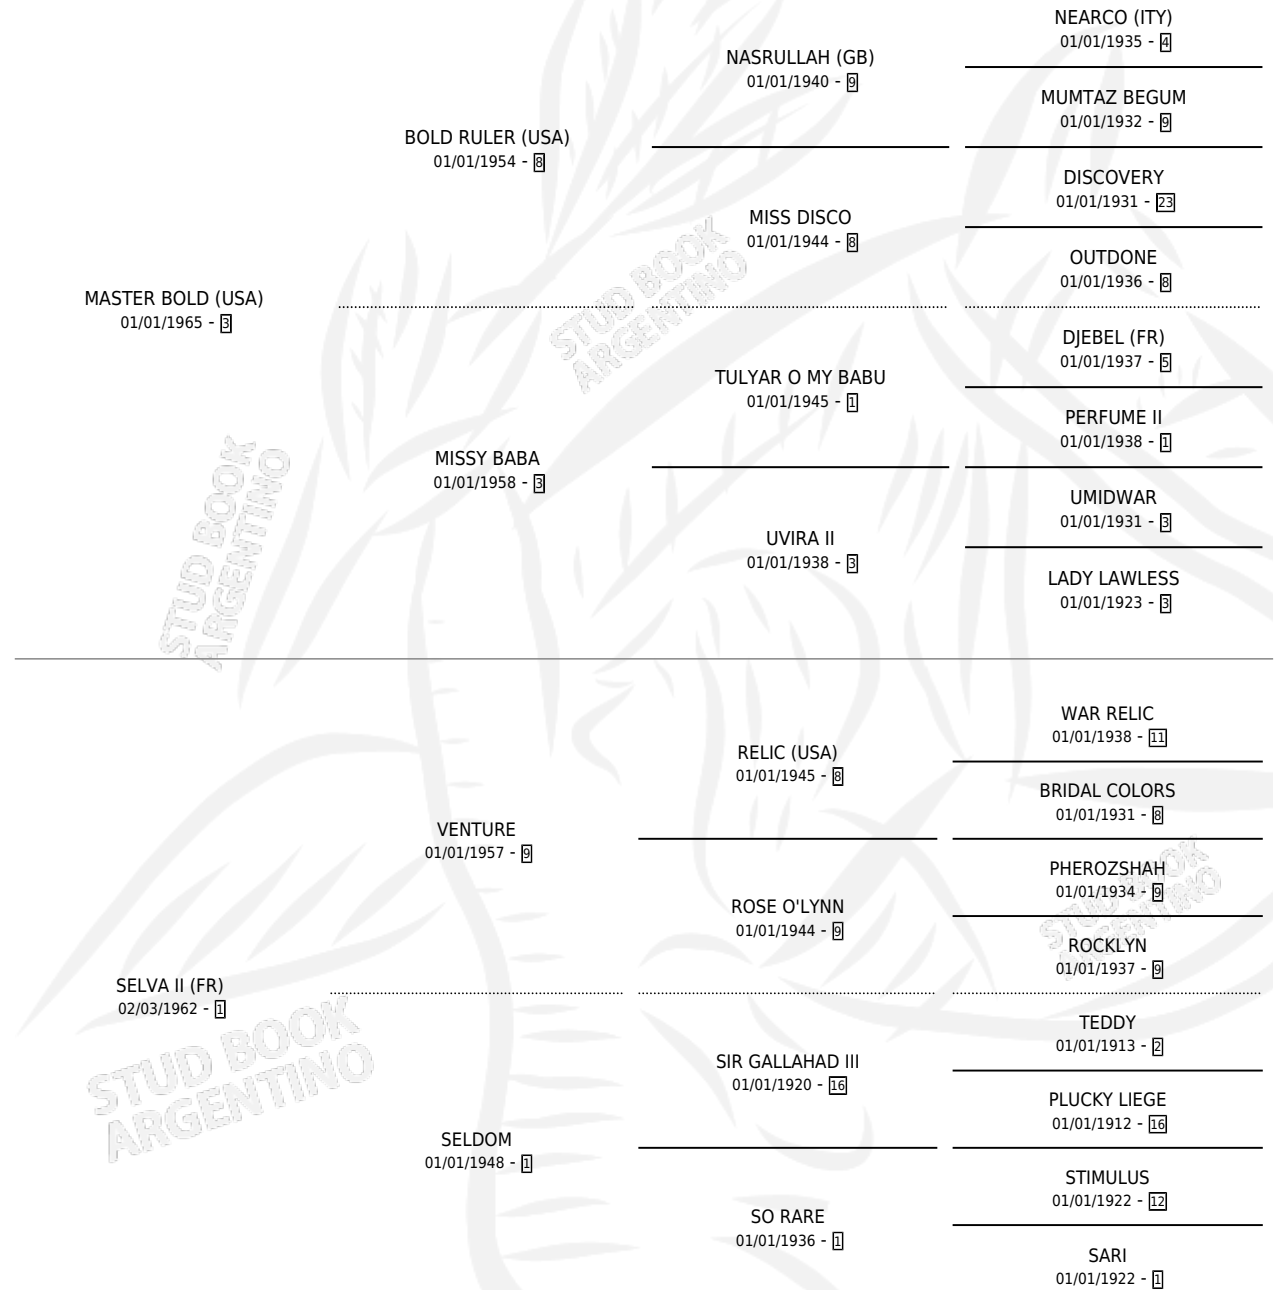 NEARCO (ITY)
01/01/1935 - 4
NASRULLAH (GB)
01/01/1940 - 9
MUMTAZ BEGUM
01/01/1932 - 9
BOLD RULER (USA)
01/01/1954 - 8
DISCOVERY
01/01/1931 - 23
MISS DISCO
01/01/1944 - 8
OUTDONE
01/01/1936 - 8
MASTER BOLD (USA)
01/01/1965 - 3
DJEBEL (FR)
01/01/1937 - 5
TULYAR O MY BABU
01/01/1945 - 1
PERFUME II
01/01/1938 - 1
MISSY BABA
01/01/1958 - 3
UMIDWAR
01/01/1931 - 3
UVIRA II
01/01/1938 - 3
LADY LAWLESS
01/01/1923 - 3
WAR RELIC
01/01/1938 - 11
RELIC (USA)
01/01/1945 - 8
BRIDAL COLORS
01/01/1931 - 8
VENTURE
01/01/1957 - 9
PHEROZSHAH
01/01/1934 - 9
ROSE O'LYNN
01/01/1944 - 9
ROCKLYN
01/01/1937 - 9
SELVA II (FR)
02/03/1962 - 1
TEDDY
01/01/1913 - 2
SIR GALLAHAD III
01/01/1920 - 16
PLUCKY LIEGE
01/01/1912 - 16
SELDOM
01/01/1948 - 1
STIMULUS
01/01/1922 - 12
SO RARE
01/01/1936 - 1
SARI
01/01/1922 - 1
STUD BOOK
ARGENTINO
STUD BOOK
ARGENTINO
STUD BOOK
ARGENTINO
STUD BOOK
ARGENTINO